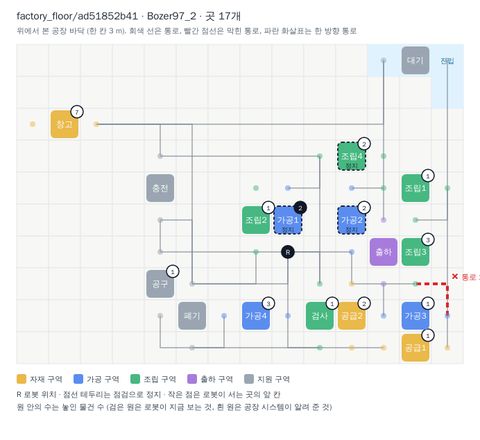 factory_floor/ad51852b41 · Bozer97_2 · 곳 17개
위에서 본 공장 바닥 (한 칸 3 m). 회색 선은 통로, 빨간 점선은 막힌 통로, 파란 화살표는 한 방향 통로
대기
7
창고
2
조립4
정지
충전
1
조립1
1
조립2
2
가공1
정지
2
가공2
정지
R
출하
3
조립3
1
공구
✕ 통로
폐기
3
가공4
1
검사
2
공급2
1
가공3
1
공급1
자재 구역
가공 구역
조립 구역
출하 구역
지원 구역
R 로봇 위치 · 점선 테두리는 점검으로 정지 · 작은 점은 로봇이 서는 곳의 앞 칸
원 안의 수는 놓인 물건 수 (검은 원은 로봇이 지금 보는 것, 흰 원은 공장 시스템이 알려 준 것)